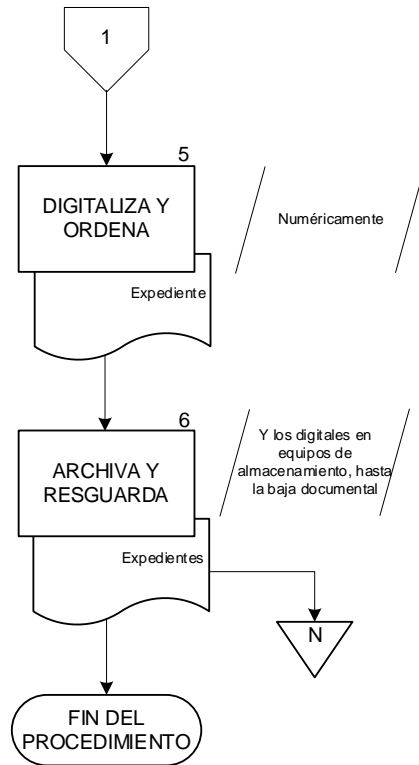 1
5
DIGITALIZA Y
ORDENA
Numéricamente
Expediente
6
ARCHIVA Y
RESGUARDA
Y los digitales en
equipos de
almacenamiento, hasta
la baja documental
Expedientes
N
FIN DEL
PROCEDIMIENTO